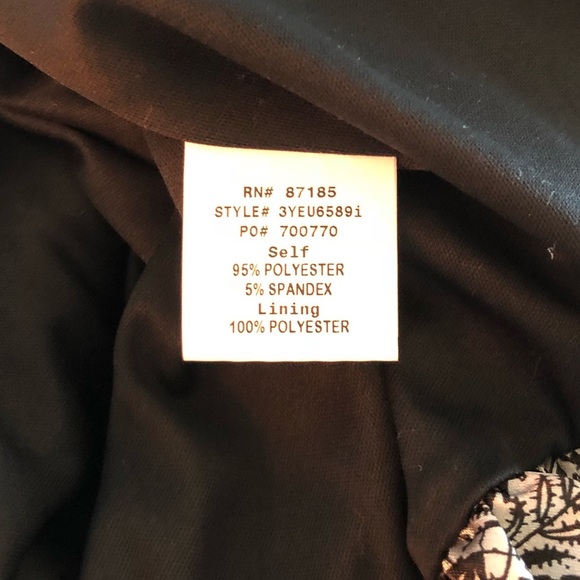 RN# 87185
STYLE# 3YEU6589i
PO# 700770
Self
95% POLYESTER
5% SPANDEX
Lining
100% POLYESTER